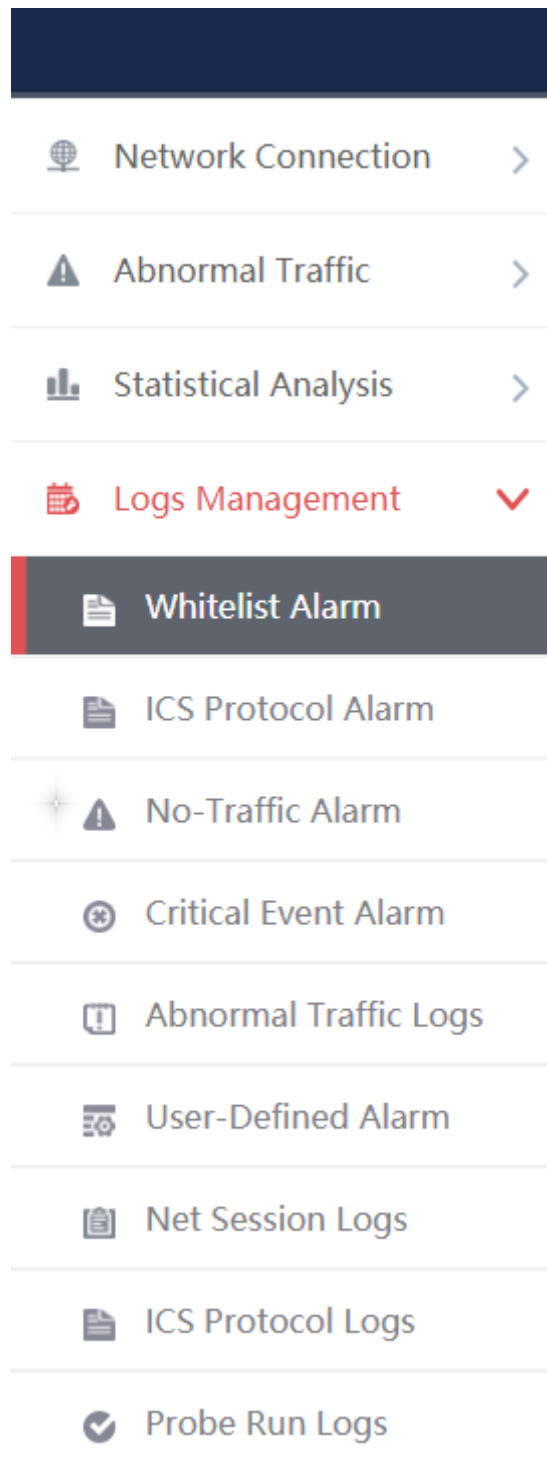 Network Connection
Abnormal Traffic
Statistical Analysis
Logs Management
Whitelist Alarm
ICS Protocol Alarm
No-Traffic Alarm
Critical Event Alarm
Abnormal Traffic Logs
User-Defined Alarm
Net Session Logs
ICS Protocol Logs
Probe Run Logs